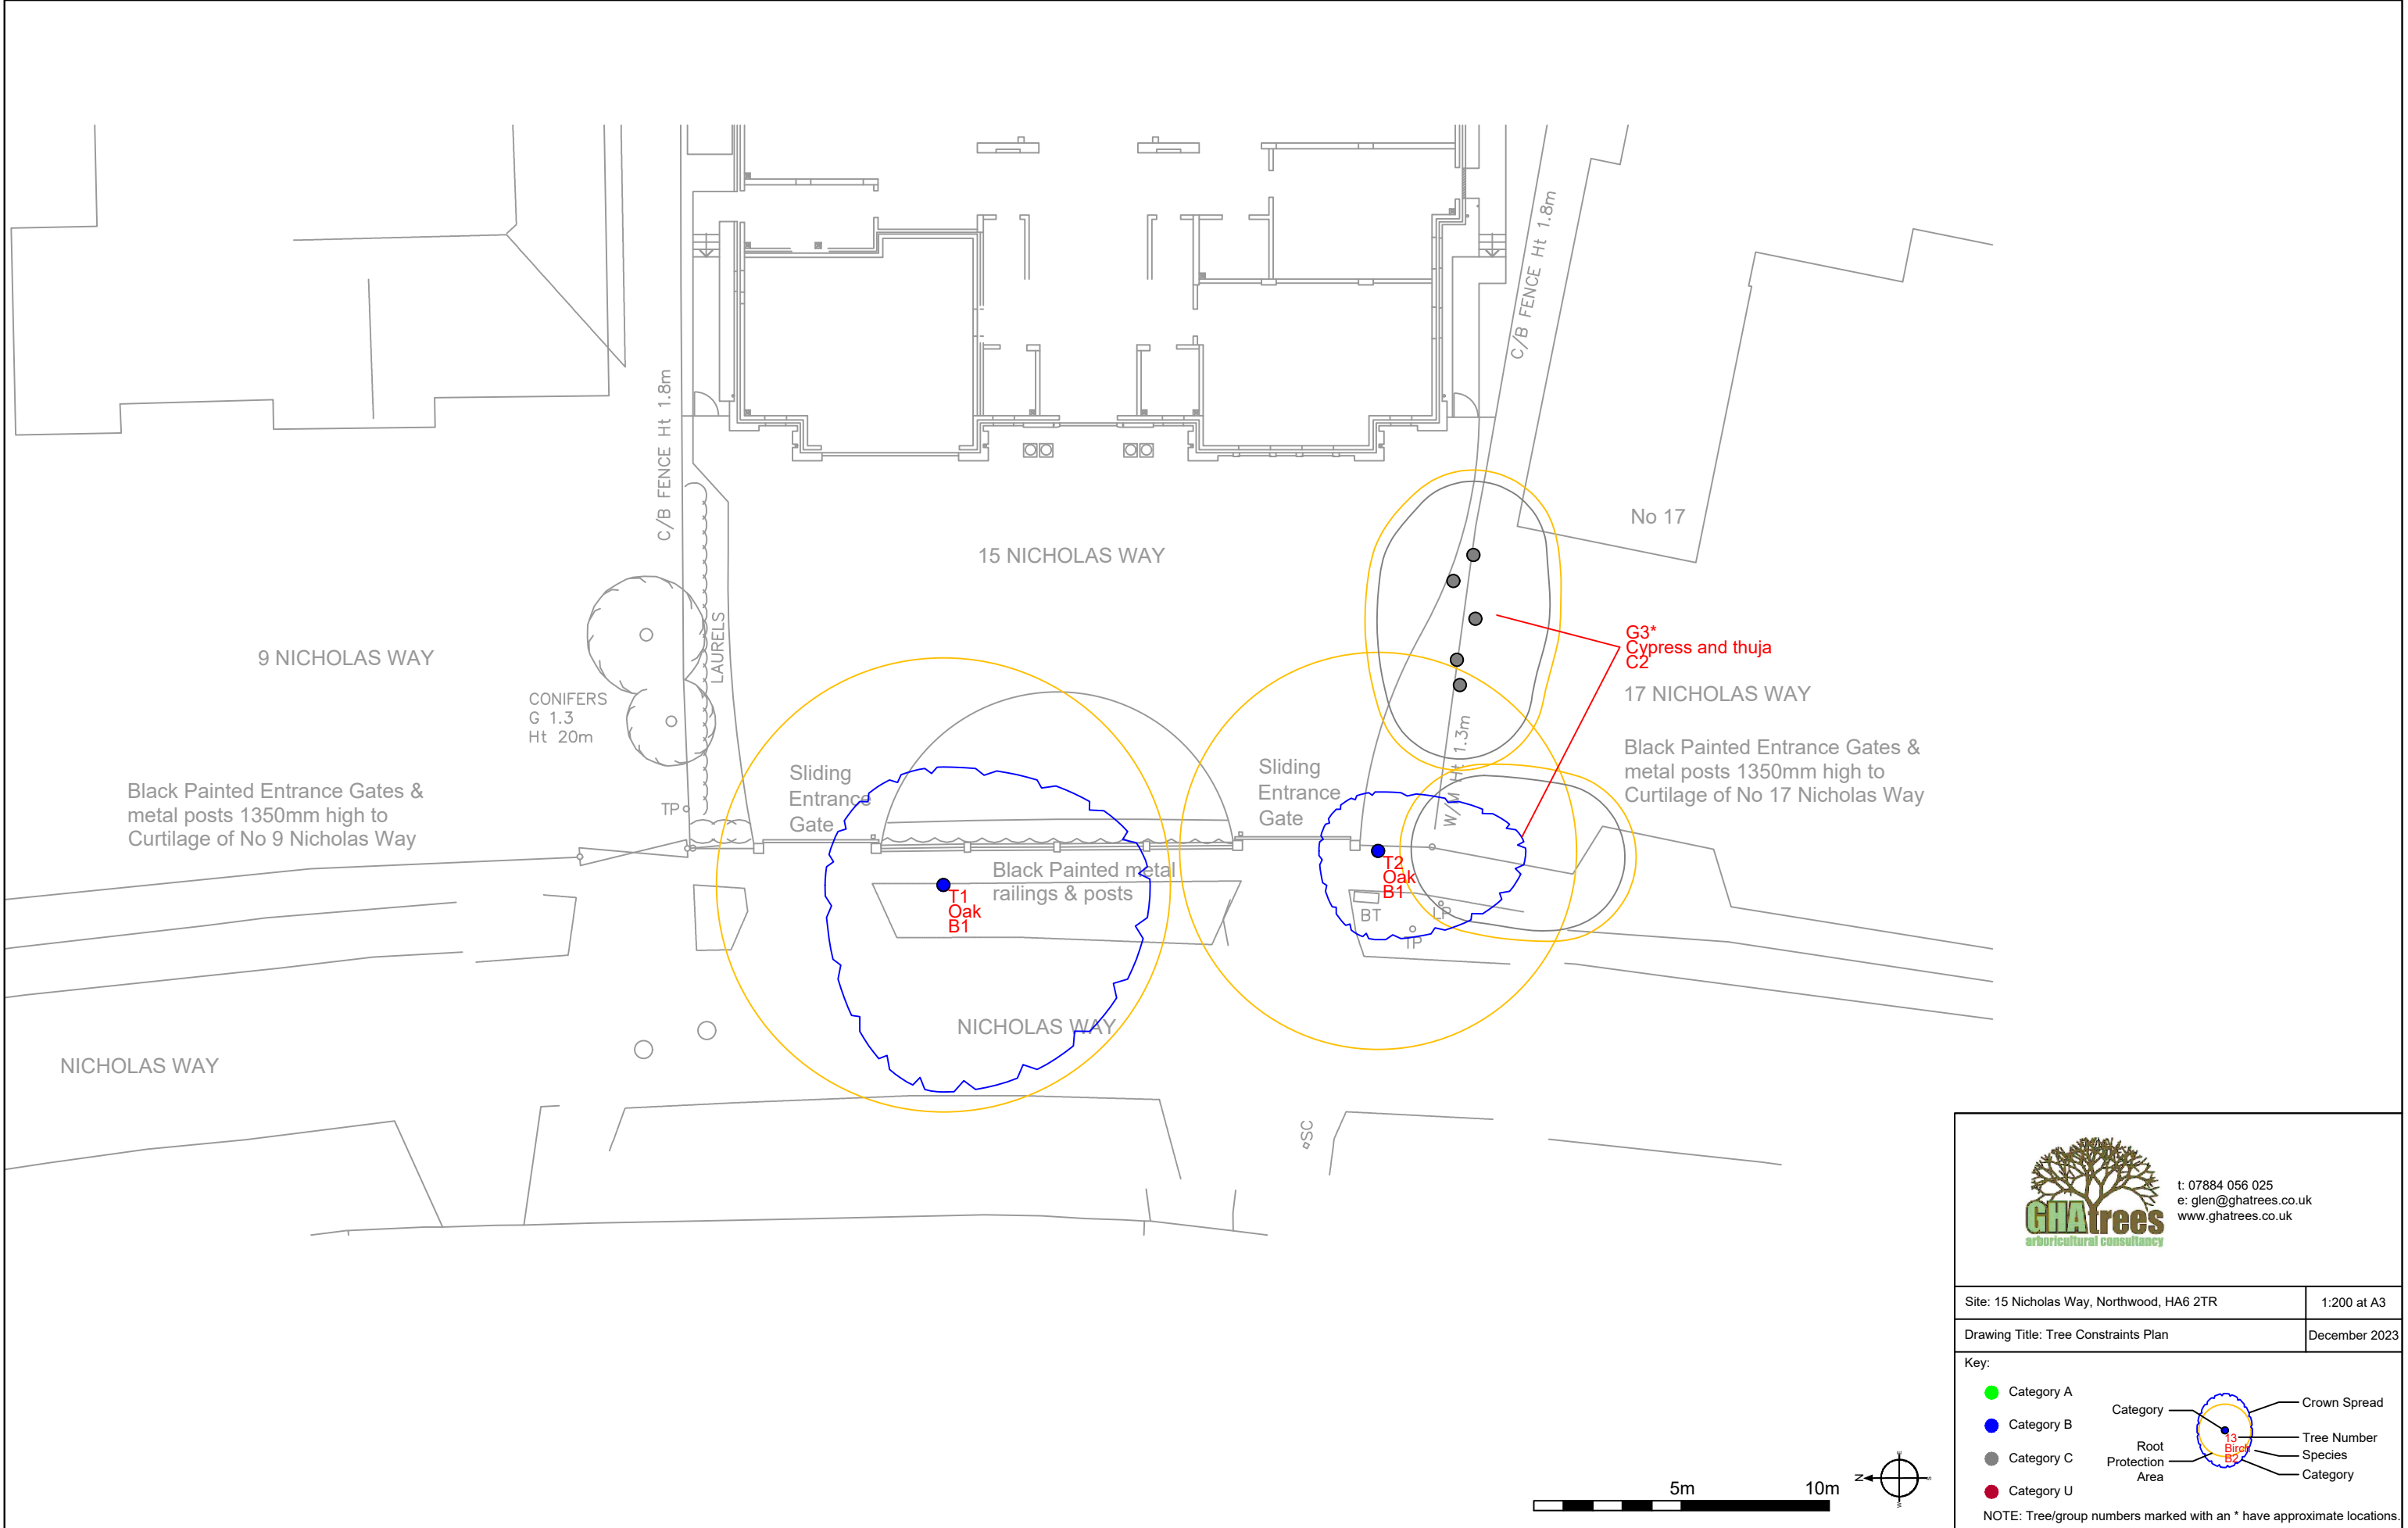 C/B FENCE Ht 1.8m
C/B FENCE Ht 1.8m
No 17
15 NICHOLAS WAY
LAURELS
9 NICHOLAS WAY
G3*
Cypress and thuja
C2
17 NICHOLAS WAY
CONIFERS
G 1.3
Ht 20m
W/M Ht 1.3m
Black Painted Entrance Gates &
metal posts 1350mm high to
Curtilage of No 17 Nicholas Way
Sliding
Entrance
Gate
Sliding
Entrance
Gate
Black Painted Entrance Gates &
metal posts 1350mm high to
Curtilage of No 9 Nicholas Way
TP
Black Painted metal
railings & posts
T1
Oak
B1
T2
Oak
B1
BT
LP
TP
NICHOLAS WAY
NICHOLAS WAY
SC
GHAtrees
arboricultural consultancy
t: 07884 056 025
e: glen@ghatrees.co.uk
www.ghatrees.co.uk
Site: 15 Nicholas Way, Northwood, HA6 2TR
1:200 at A3
Drawing Title: Tree Constraints Plan
December 2023
Key:
Category A
Category B
Category C
Category U
Category
Root
Protection
Area
13
Birch
B2
Crown Spread
Tree Number
Species
Category
NOTE: Tree/group numbers marked with an * have approximate locations.
5m
10m
N